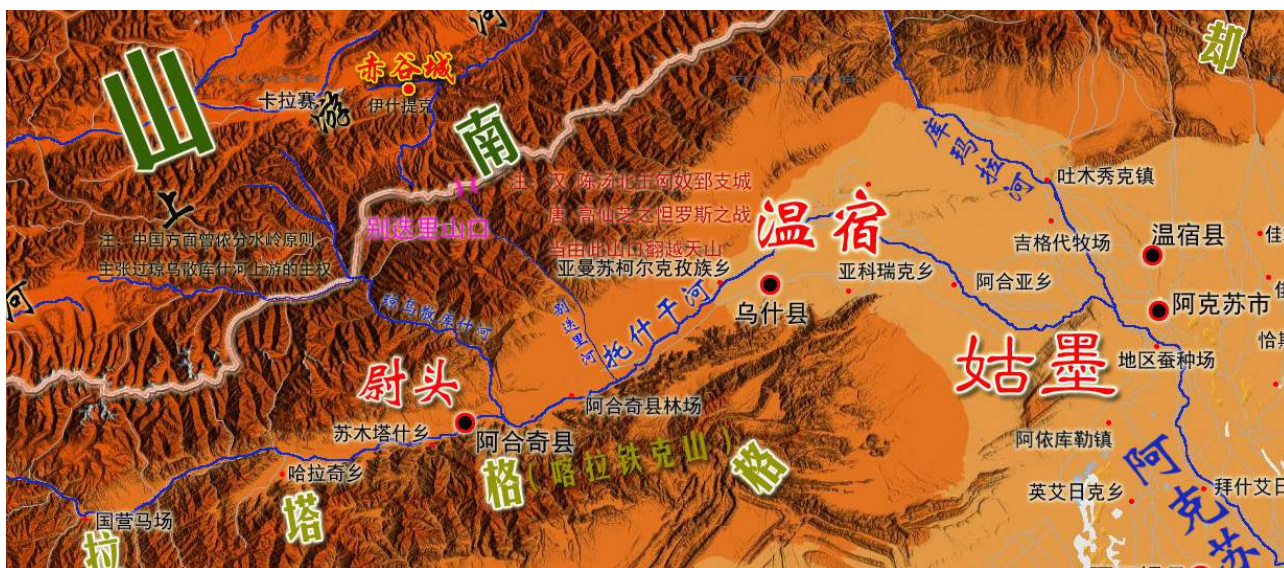 河
却
山
赤谷城
卡拉赛
游
伊什提克
南
库玛拉河
吐木秀克镇
注：汉 陈汤北击匈奴郅支城
唐 高仙芝之怛罗斯之战
当由此山口翻越天山
上
别迭里山口
温宿
吉格代牧场
温宿县
佳
注：中国方面曾依分水岭原则，
主张过琼乌散库什河上游的主权
亚曼苏柯尔克孜族乡
亚科瑞克乡
阿合亚乡
河
琼乌散库什河
别迭里河
托什干河
乌什县
阿克苏市
姑墨
地区蚕种场
尉头
阿合奇县林场
苏木塔什乡
阿合奇县
阿依库勒镇
哈拉奇乡
格（喀拉铁克山）格
英艾日克乡
拜什艾日
阿克苏
国营马场
塔
拉